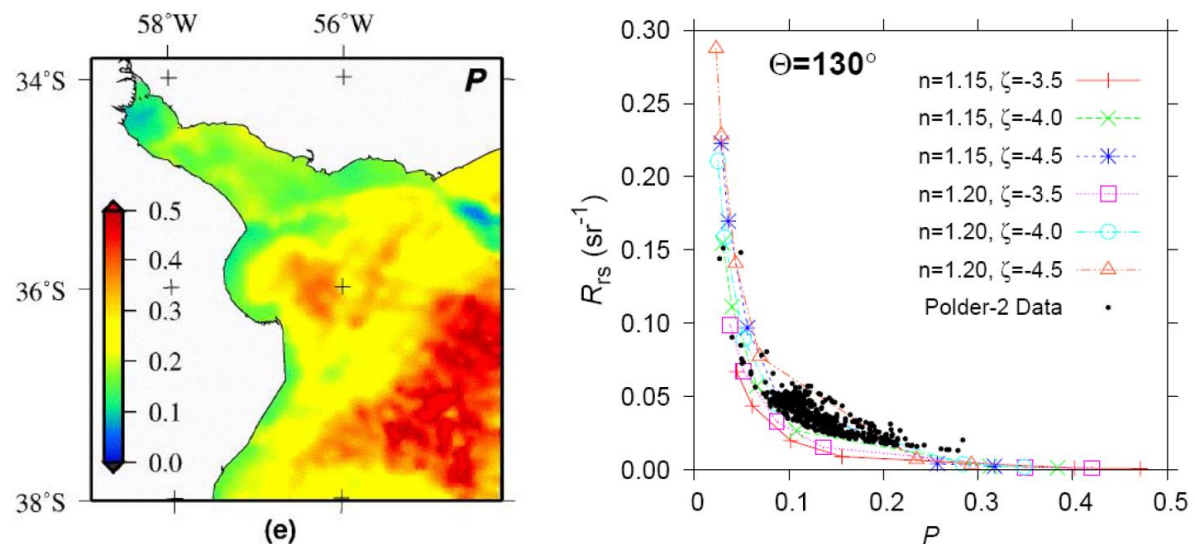 58°W 56°W
34°S
36°S
38°S
P
0.5
0.4
0.3
0.2
0.1
0.0
(e)
0.30
0.25
0.20
0.15
0.10
0.05
0.00
R_rs (sr⁻¹)
Θ=130°
n=1.15, ζ=-3.5
n=1.15, ζ=-4.0
n=1.15, ζ=-4.5
n=1.20, ζ=-3.5
n=1.20, ζ=-4.0
n=1.20, ζ=-4.5
Polder-2 Data
0 0.1 0.2 0.3 0.4 0.5
P